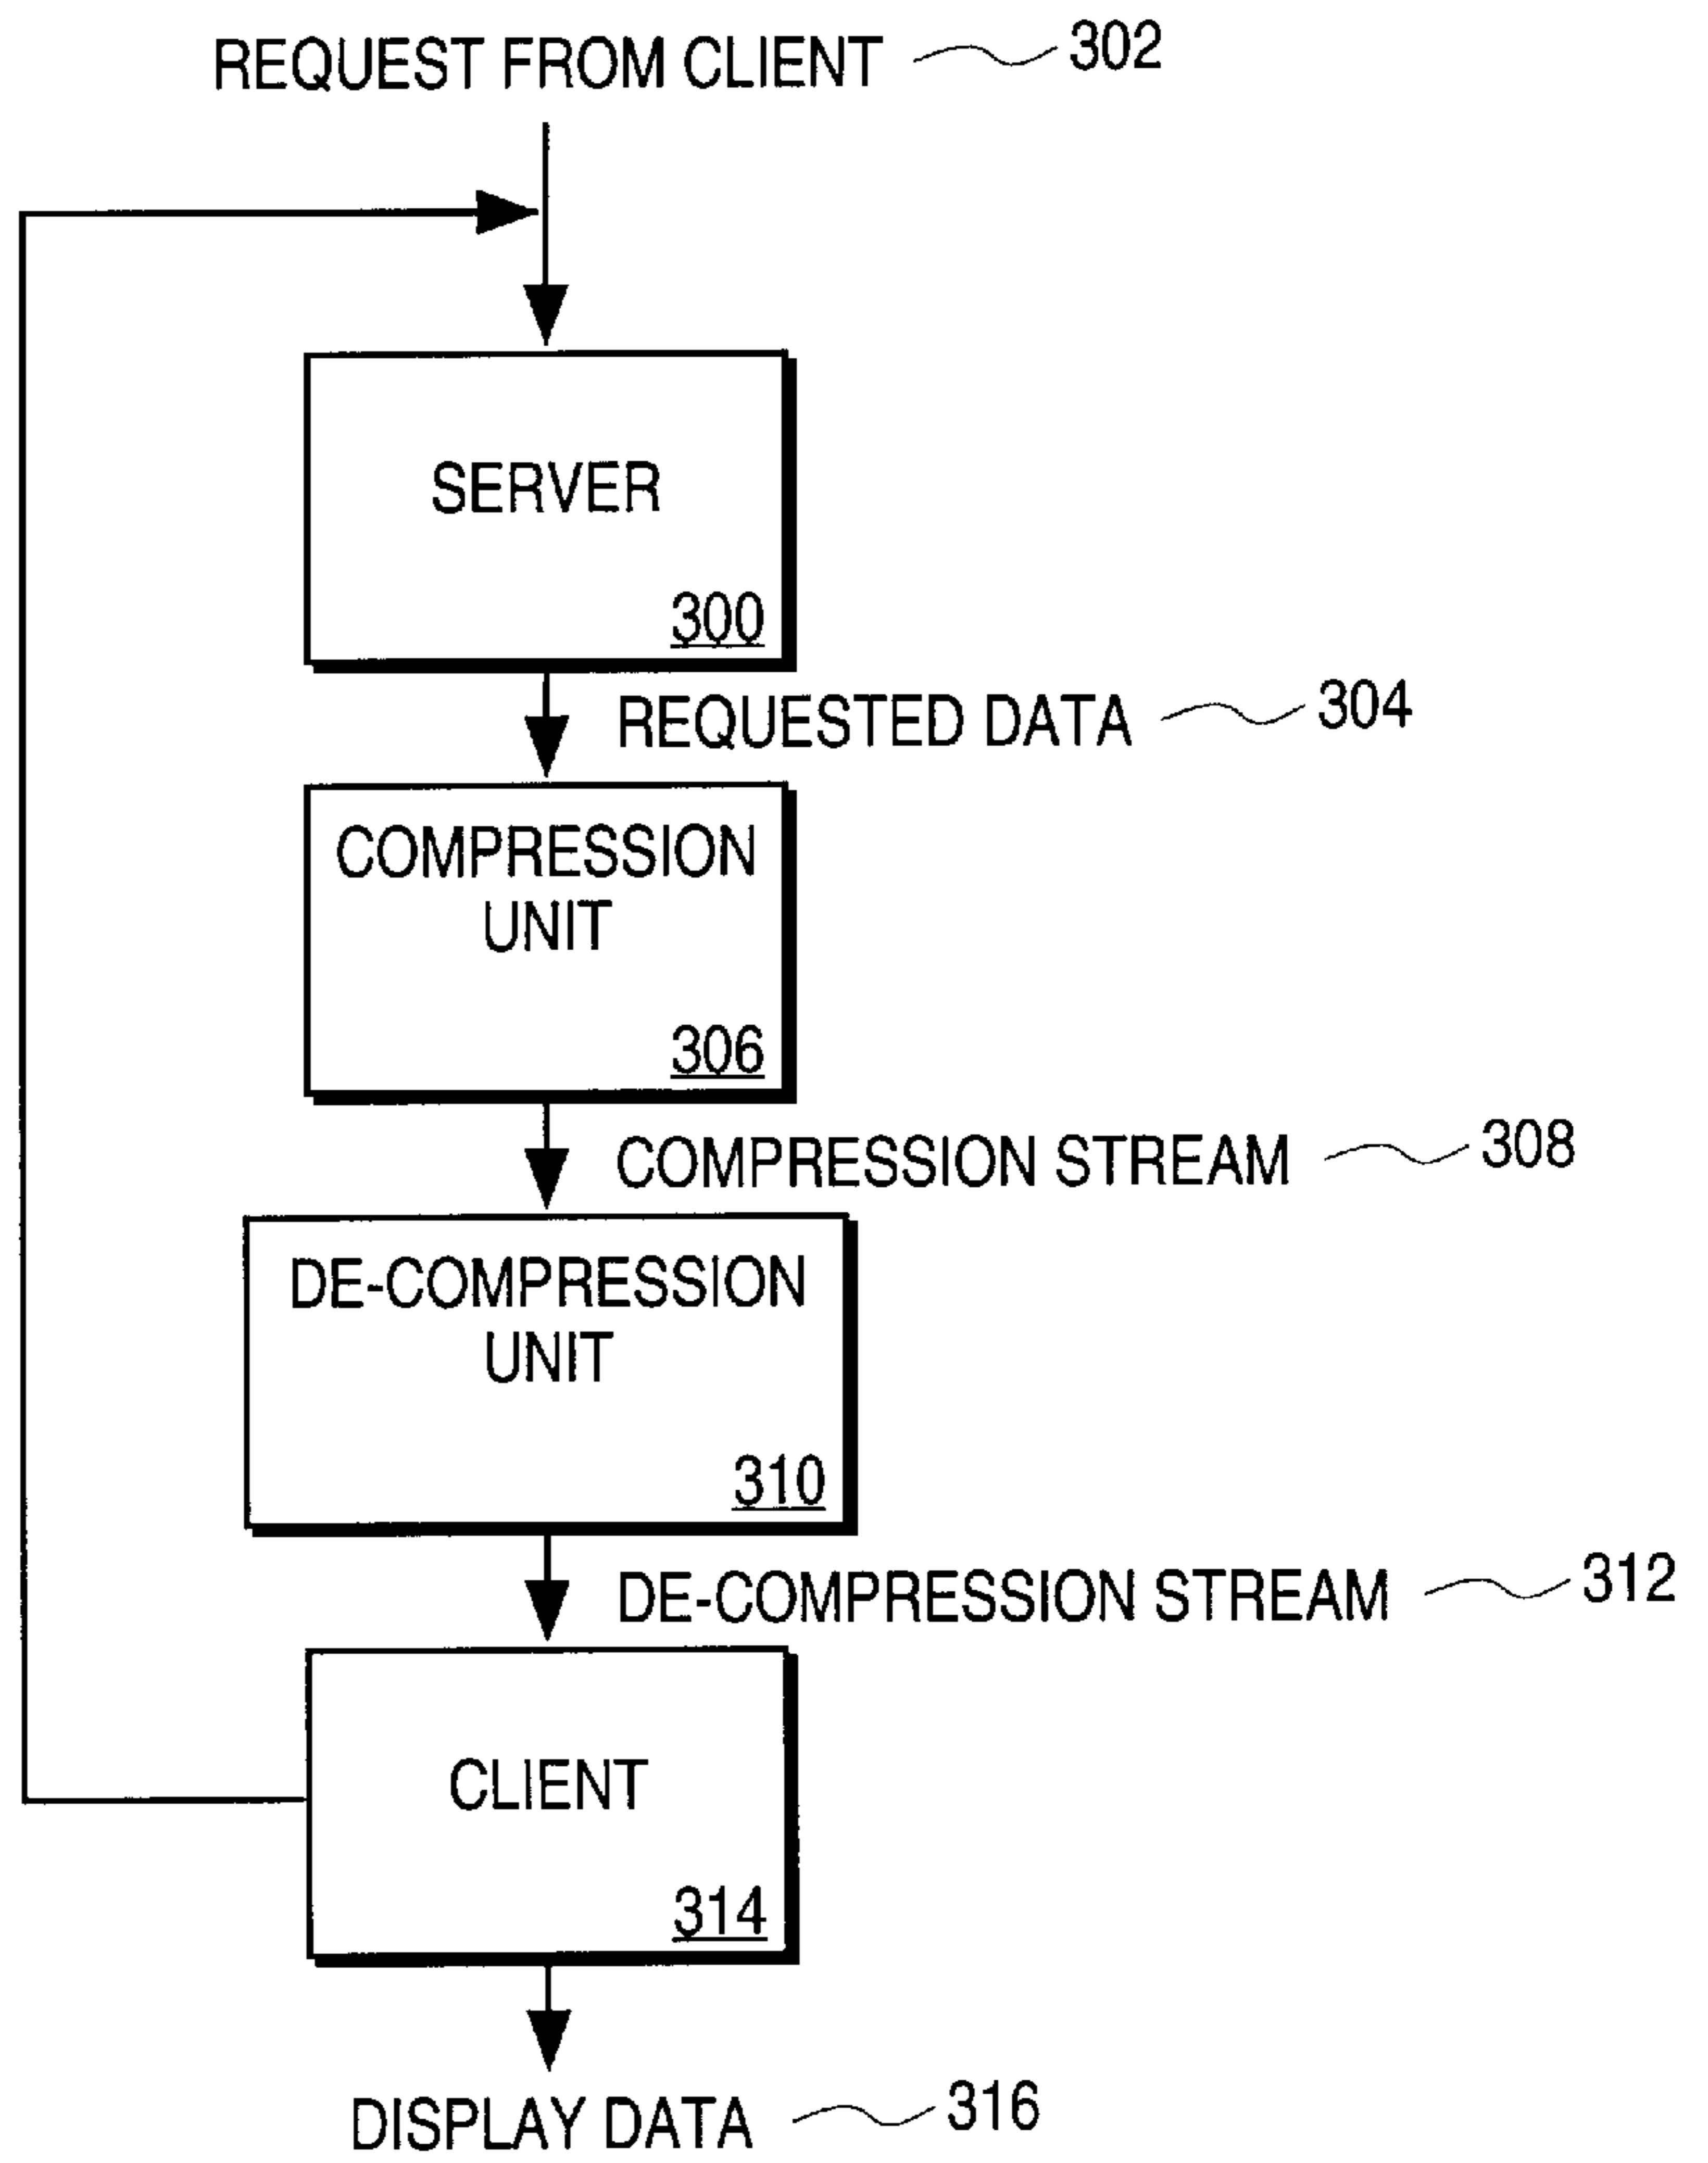 REQUEST FROM CLIENT 302
SERVER
300
REQUESTED DATA 304
COMPRESSION
UNIT
306
COMPRESSION STREAM 308
DE-COMPRESSION
UNIT
310
DE-COMPRESSION STREAM 312
CLIENT
314
DISPLAY DATA 316